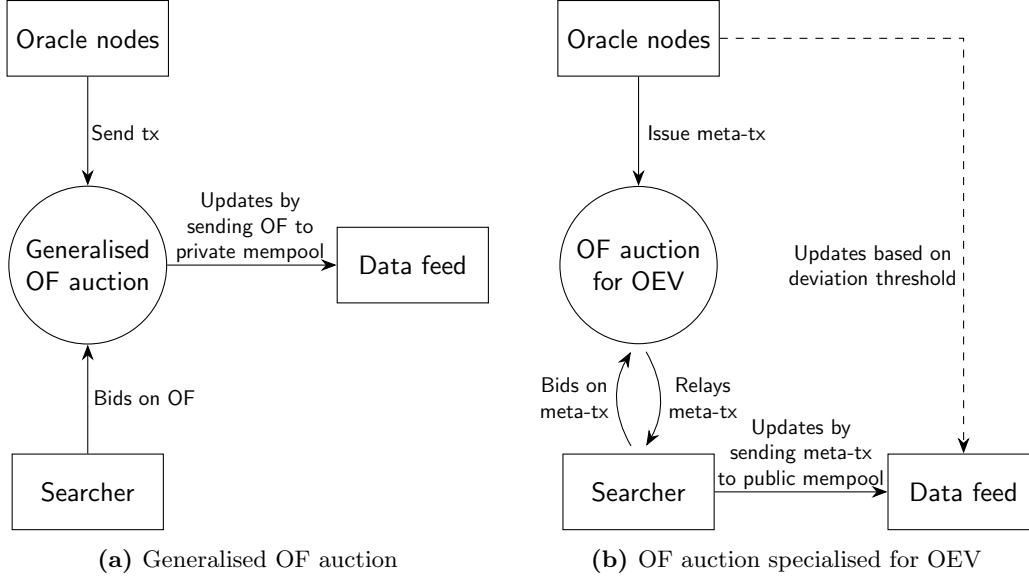 Oracle nodes
Send tx
Generalised
OF auction
Updates by
sending OF to
private mempool
Data feed
Bids on OF
Searcher
(a) Generalised OF auction
Oracle nodes
Issue meta-tx
OF auction
for OEV
Updates based on
deviation threshold
Bids on
meta-tx
Relays
meta-tx
Searcher
Updates by
sending meta-tx
to public mempool
Data feed
(b) OF auction specialised for OEV